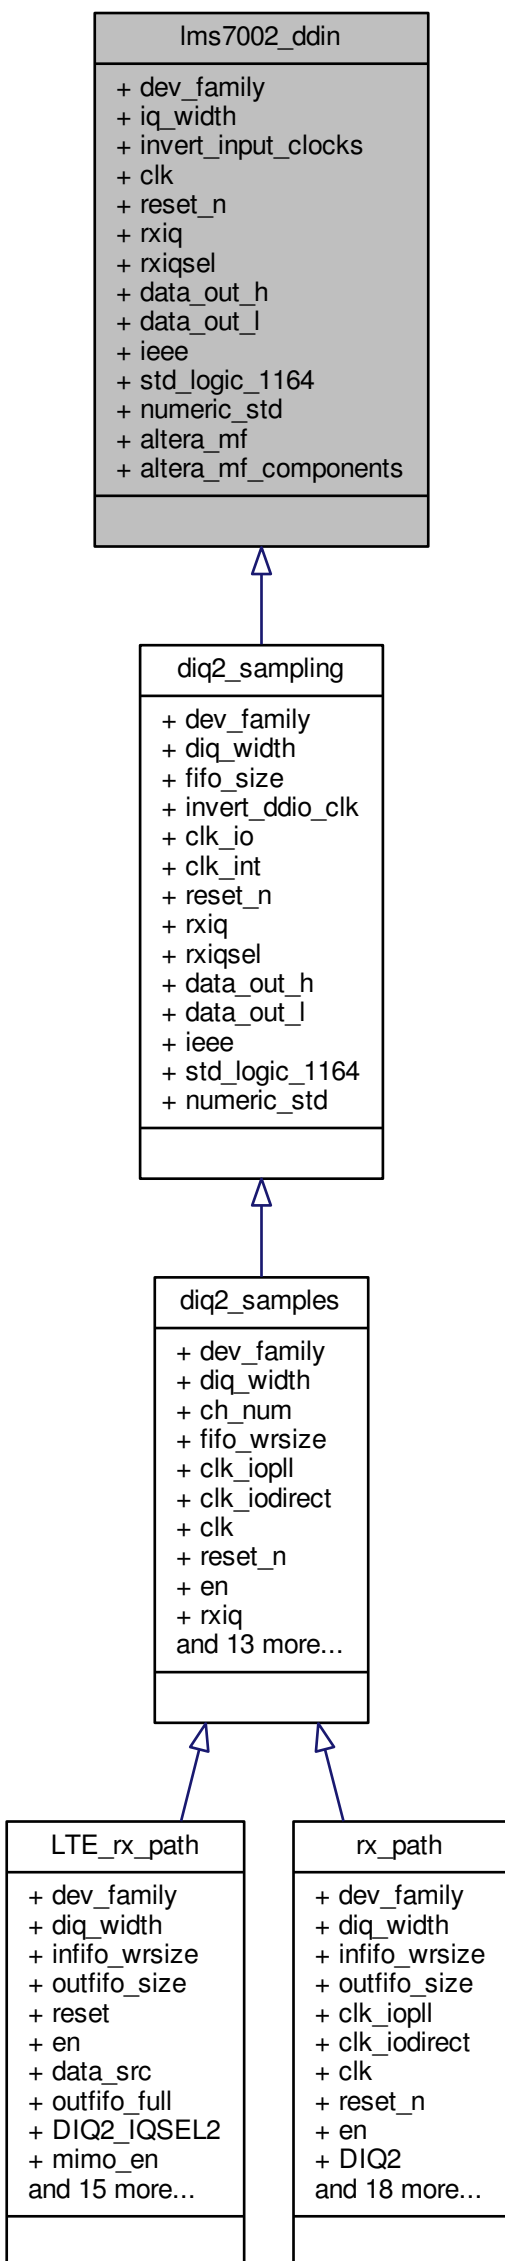 lms7002_ddin
+ dev_family
+ iq_width
+ invert_input_clocks
+ clk
+ reset_n
+ rxiq
+ rxiqsel
+ data_out_h
+ data_out_l
+ ieee
+ std_logic_1164
+ numeric_std
+ altera_mf
+ altera_mf_components
diq2_sampling
+ dev_family
+ diq_width
+ fifo_size
+ invert_ddio_clk
+ clk_io
+ clk_int
+ reset_n
+ rxiq
+ rxiqsel
+ data_out_h
+ data_out_l
+ ieee
+ std_logic_1164
+ numeric_std
diq2_samples
+ dev_family
+ diq_width
+ ch_num
+ fifo_wrsize
+ clk_iopll
+ clk_iodirect
+ clk
+ reset_n
+ en
+ rxiq
and 13 more...
LTE_rx_path
+ dev_family
+ diq_width
+ infifo_wrsize
+ outfifo_size
+ reset
+ en
+ data_src
+ outfifo_full
+ DIQ2_IQSEL2
+ mimo_en
and 15 more...
rx_path
+ dev_family
+ diq_width
+ infifo_wrsize
+ outfifo_size
+ clk_iopll
+ clk_iodirect
+ clk
+ reset_n
+ en
+ DIQ2
and 18 more...